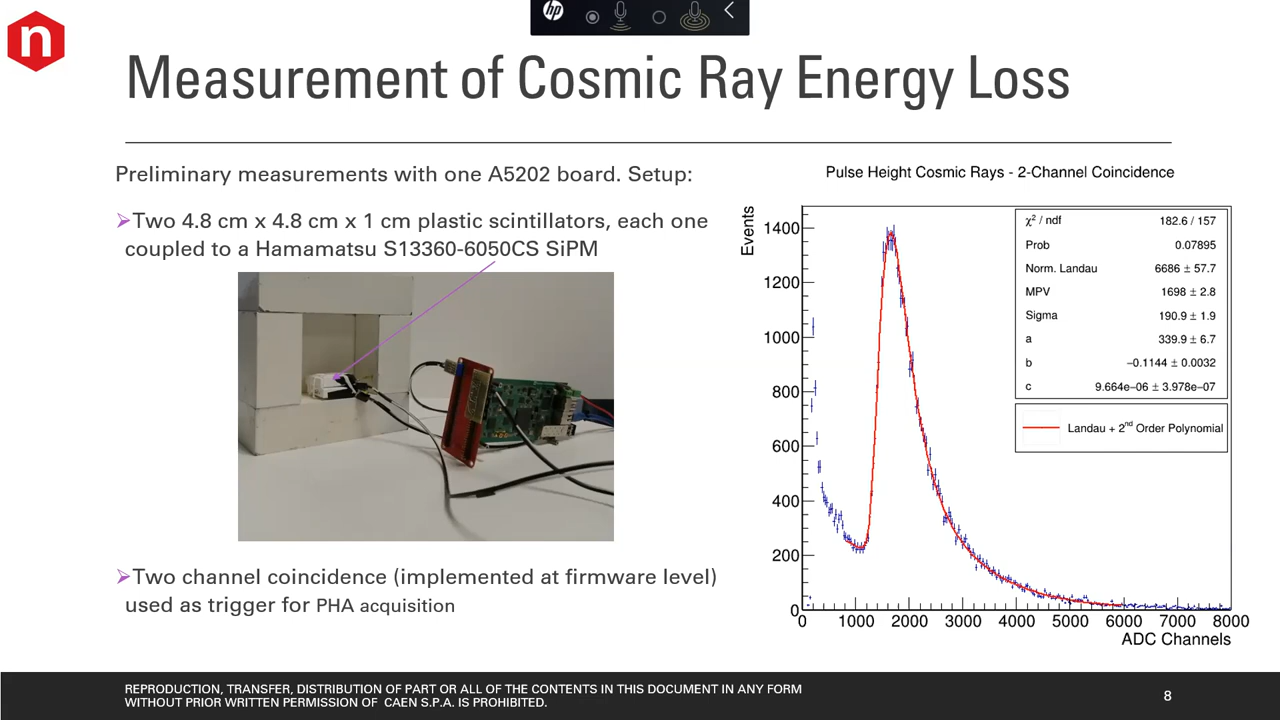 hp
n
Measurement of Cosmic Ray Energy Loss
Preliminary measurements with one A5202 board. Setup:
➢Two 4.8 cm x 4.8 cm x 1 cm plastic scintillators, each one
coupled to a Hamamatsu S13360-6050CS SiPM
➢Two channel coincidence (implemented at firmware level)
used as trigger for PHA acquisition
Pulse Height Cosmic Rays - 2-Channel Coincidence
Events
1400
1200
1000
800
600
400
200
0
χ² / ndf 182.6 / 157
Prob 0.07895
Norm. Landau 6686 ± 57.7
MPV 1698 ± 2.8
Sigma 190.9 ± 1.9
a 339.9 ± 6.7
b −0.1144 ± 0.0032
c 9.664e−06 ± 3.978e−07
Landau + 2nd Order Polynomial
0 1000 2000 3000 4000 5000 6000 7000 8000
ADC Channels
REPRODUCTION, TRANSFER, DISTRIBUTION OF PART OR ALL OF THE CONTENTS IN THIS DOCUMENT IN ANY FORM
WITHOUT PRIOR WRITTEN PERMISSION OF CAEN S.P.A. IS PROHIBITED.
8